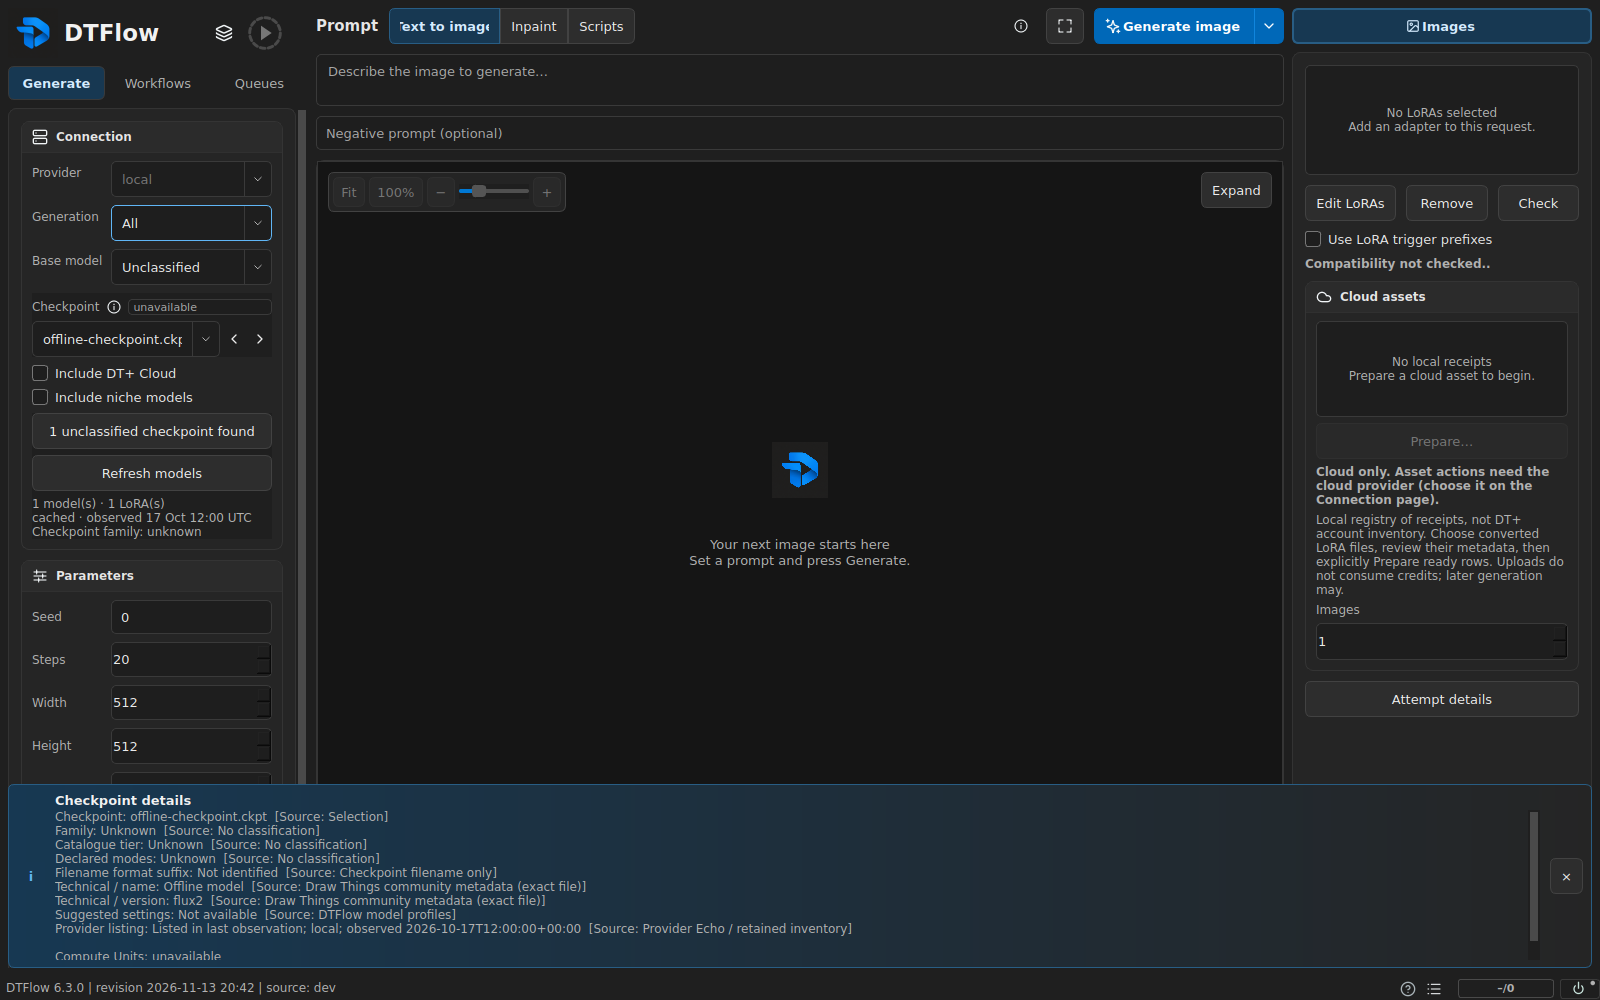 DTFlow
Generate
Workflows
Queues
Connection
Provider
local
Generation
All
Base model
Unclassified
Checkpoint
unavailable
offline-checkpoint.ckp
Include DT+ Cloud
Include niche models
1 unclassified checkpoint found
Refresh models
1 model(s) · 1 LoRA(s)
cached · observed 17 Oct 12:00 UTC
Checkpoint family: unknown
Parameters
Seed
0
Steps
20
Width
512
Height
512
Prompt
Text to image
Inpaint
Scripts
Generate image
Describe the image to generate...
Negative prompt (optional)
Fit
100%
−
+
Expand
Your next image starts here
Set a prompt and press Generate.
Images
No LoRAs selected
Add an adapter to this request.
Edit LoRAs
Remove
Check
Use LoRA trigger prefixes
Compatibility not checked..
Cloud assets
No local receipts
Prepare a cloud asset to begin.
Prepare...
Cloud only. Asset actions need the
cloud provider (choose it on the
Connection page).
Local registry of receipts, not DT+
account inventory. Choose converted
LoRA files, review their metadata, then
explicitly Prepare ready rows. Uploads do
not consume credits; later generation
may.
Images
1
Attempt details
Checkpoint details
Checkpoint: offline-checkpoint.ckpt [Source: Selection]
Family: Unknown [Source: No classification]
Catalogue tier: Unknown [Source: No classification]
Declared modes: Unknown [Source: No classification]
Filename format suffix: Not identified [Source: Checkpoint filename only]
Technical / name: Offline model [Source: Draw Things community metadata (exact file)]
Technical / version: flux2 [Source: Draw Things community metadata (exact file)]
Suggested settings: Not available [Source: DTFlow model profiles]
Provider listing: Listed in last observation; local; observed 2026-10-17T12:00:00+00:00 [Source: Provider Echo / retained inventory]
Compute Units: unavailable
DTFlow 6.3.0 | revision 2026-11-13 20:42 | source: dev
–/0